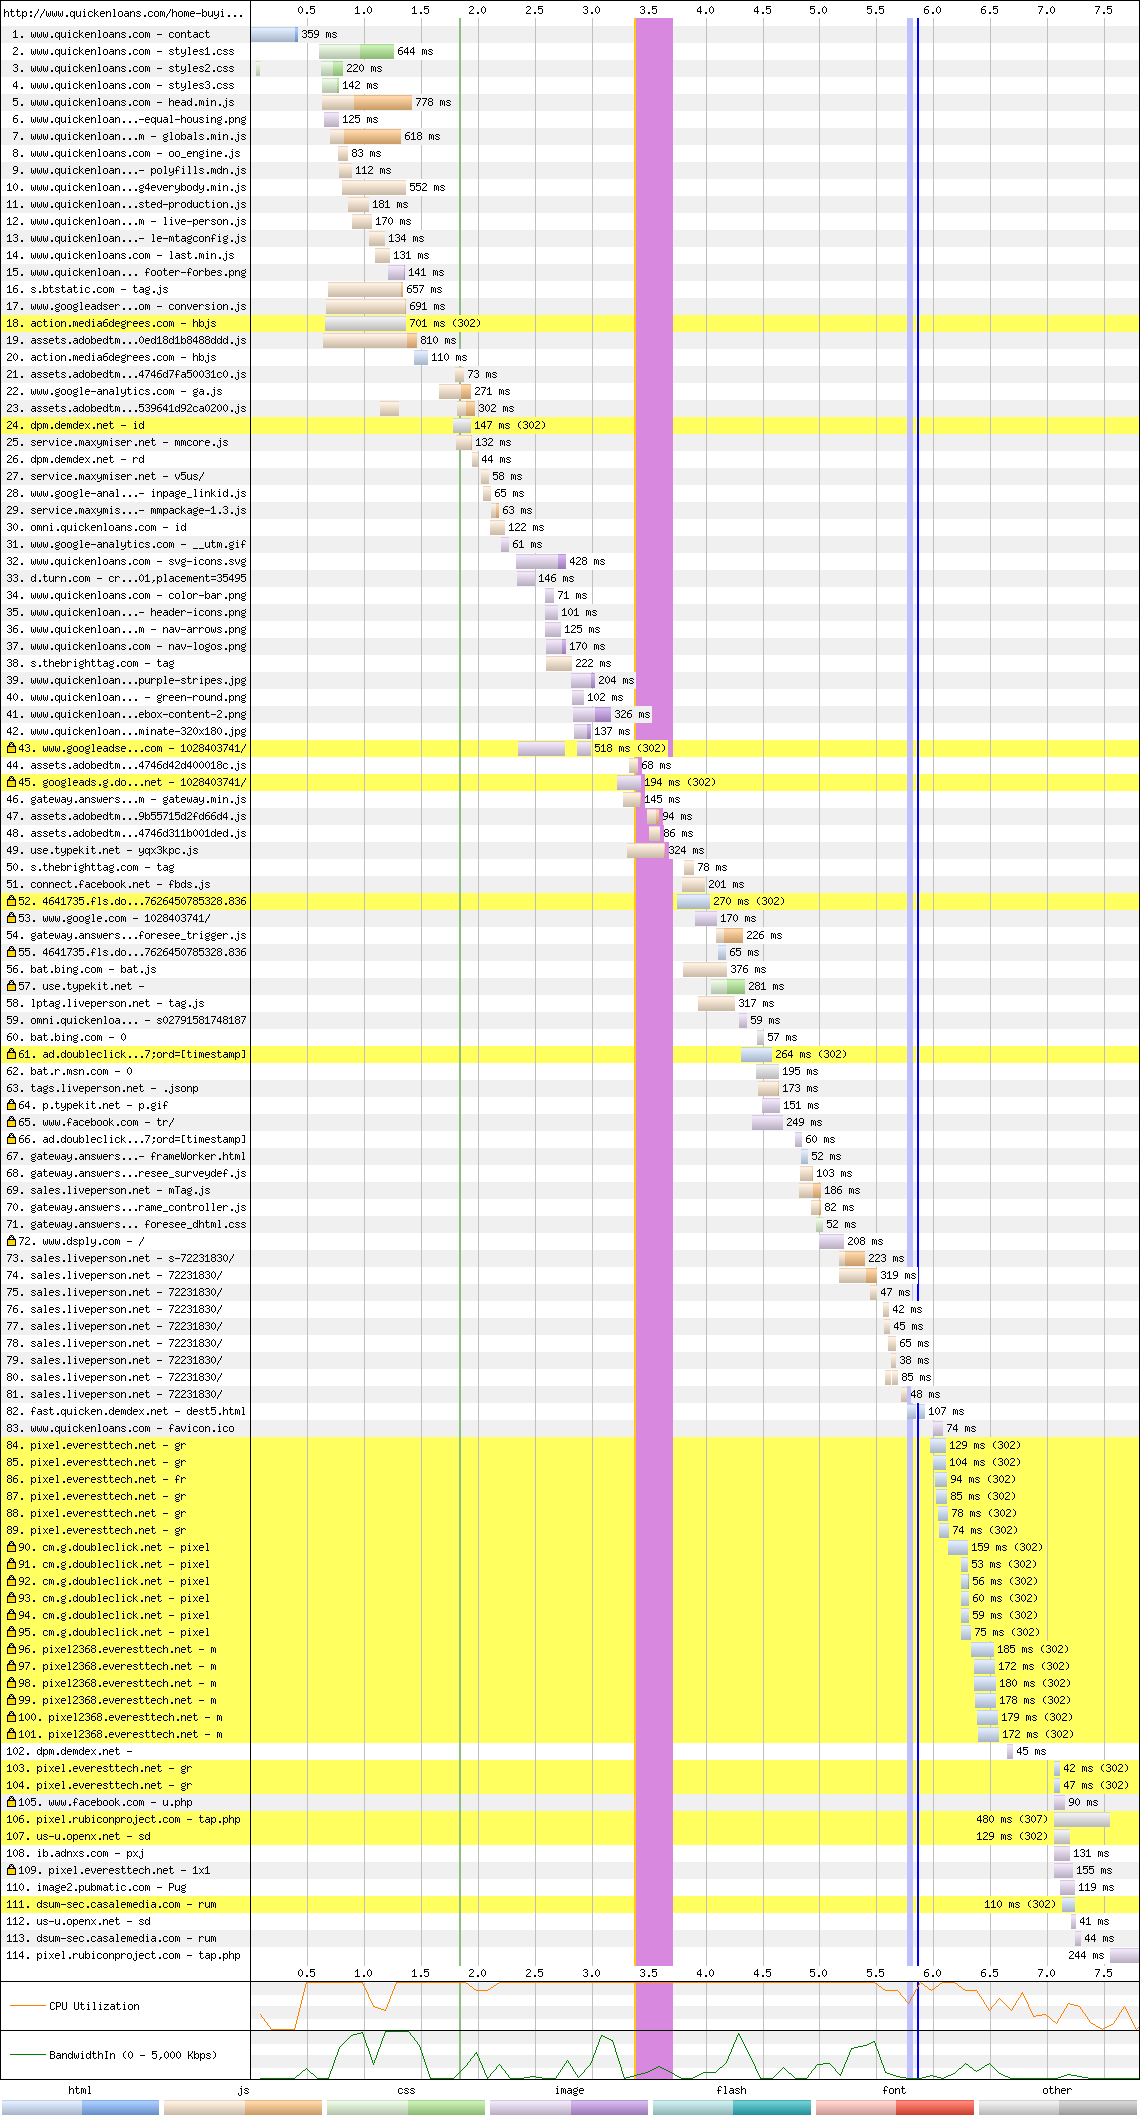 http://www.quickenloans.com/home-buyi... 0.5 1.0 1.5 2.0 2.5 3.0 3.5 4.0 4.5 5.0 5.5 6.0 6.5 7.0 7.5
1. www.quickenloans.com - contact 359 ms
2. www.quickenloans.com - styles1.css 644 ms
3. www.quickenloans.com - styles2.css 220 ms
4. www.quickenloans.com - styles3.css 142 ms
5. www.quickenloans.com - head.min.js 778 ms
6. www.quickenloan...-equal-housing.png 125 ms
7. www.quickenloan...m - globals.min.js 618 ms
8. www.quickenloans.com - oo_engine.js 83 ms
9. www.quickenloan...- polyfills.mdn.js 112 ms
10. www.quickenloan...g4everybody.min.js 552 ms
11. www.quickenloan...sted-production.js 181 ms
12. www.quickenloan...m - live-person.js 170 ms
13. www.quickenloan...- le-mtagconfig.js 134 ms
14. www.quickenloans.com - last.min.js 131 ms
15. www.quickenloan... footer-forbes.png 141 ms
16. s.btstatic.com - tag.js 657 ms
17. www.googleadser...om - conversion.js 691 ms
18. action.media6degrees.com - hbjs 701 ms (302)
19. assets.adobedtm...0ed18d1b8488ddd.js 810 ms
20. action.media6degrees.com - hbjs 110 ms
21. assets.adobedtm...4746d7fa50031c0.js 73 ms
22. www.google-analytics.com - ga.js 271 ms
23. assets.adobedtm...539641d92ca0200.js 302 ms
24. dpm.demdex.net - id 147 ms (302)
25. service.maxymiser.net - mmcore.js 132 ms
26. dpm.demdex.net - rd 44 ms
27. service.maxymiser.net - v5us/ 58 ms
28. www.google-anal...- inpage_linkid.js 65 ms
29. service.maxymis...- mmpackage-1.3.js 63 ms
30. omni.quickenloans.com - id 122 ms
31. www.google-analytics.com - __utm.gif 61 ms
32. www.quickenloans.com - svg-icons.svg 428 ms
33. d.turn.com - cr...01,placement=35495 146 ms
34. www.quickenloans.com - color-bar.png 71 ms
35. www.quickenloan...- header-icons.png 101 ms
36. www.quickenloan...m - nav-arrows.png 125 ms
37. www.quickenloans.com - nav-logos.png 170 ms
38. s.thebrighttag.com - tag 222 ms
39. www.quickenloan...purple-stripes.jpg 204 ms
40. www.quickenloan... - green-round.png 102 ms
41. www.quickenloan...ebox-content-2.png 326 ms
42. www.quickenloan...minate-320x180.jpg 137 ms
43. www.googleadse...com - 1028403741/ 518 ms (302)
44. assets.adobedtm...4746d42d400018c.js 68 ms
45. googleads.g.do...net - 1028403741/ 194 ms (302)
46. gateway.answers...m - gateway.min.js 145 ms
47. assets.adobedtm...9b55715d2fd66d4.js 94 ms
48. assets.adobedtm...4746d311b001ded.js 86 ms
49. use.typekit.net - yqx3kpc.js 324 ms
50. s.thebrighttag.com - tag 78 ms
51. connect.facebook.net - fbds.js 201 ms
52. 4641735.fls.do...7626450785328.836 270 ms (302)
53. www.google.com - 1028403741/ 170 ms
54. gateway.answers...foresee_trigger.js 226 ms
55. 4641735.fls.do...7626450785328.836 65 ms
56. bat.bing.com - bat.js 376 ms
57. use.typekit.net - 281 ms
58. lptag.liveperson.net - tag.js 317 ms
59. omni.quickenloa... - s02791581748187 59 ms
60. bat.bing.com - 0 57 ms
61. ad.doubleclick...7;ord=[timestamp] 264 ms (302)
62. bat.r.msn.com - 0 195 ms
63. tags.liveperson.net - .jsonp 173 ms
64. p.typekit.net - p.gif 151 ms
65. www.facebook.com - tr/ 249 ms
66. ad.doubleclick...7;ord=[timestamp] 60 ms
67. gateway.answers...- frameWorker.html 52 ms
68. gateway.answers...resee_surveydef.js 103 ms
69. sales.liveperson.net - mTag.js 186 ms
70. gateway.answers...rame_controller.js 82 ms
71. gateway.answers... foresee_dhtml.css 52 ms
72. www.dsply.com - / 208 ms
73. sales.liveperson.net - s-72231830/ 223 ms
74. sales.liveperson.net - 72231830/ 319 ms
75. sales.liveperson.net - 72231830/ 47 ms
76. sales.liveperson.net - 72231830/ 42 ms
77. sales.liveperson.net - 72231830/ 45 ms
78. sales.liveperson.net - 72231830/ 65 ms
79. sales.liveperson.net - 72231830/ 38 ms
80. sales.liveperson.net - 72231830/ 85 ms
81. sales.liveperson.net - 72231830/ 48 ms
82. fast.quicken.demdex.net - dest5.html 107 ms
83. www.quickenloans.com - favicon.ico 74 ms
84. pixel.everesttech.net - gr 129 ms (302)
85. pixel.everesttech.net - gr 104 ms (302)
86. pixel.everesttech.net - fr 94 ms (302)
87. pixel.everesttech.net - gr 85 ms (302)
88. pixel.everesttech.net - gr 78 ms (302)
89. pixel.everesttech.net - gr 74 ms (302)
90. cm.g.doubleclick.net - pixel 159 ms (302)
91. cm.g.doubleclick.net - pixel 53 ms (302)
92. cm.g.doubleclick.net - pixel 56 ms (302)
93. cm.g.doubleclick.net - pixel 60 ms (302)
94. cm.g.doubleclick.net - pixel 59 ms (302)
95. cm.g.doubleclick.net - pixel 75 ms (302)
96. pixel2368.everesttech.net - m 185 ms (302)
97. pixel2368.everesttech.net - m 172 ms (302)
98. pixel2368.everesttech.net - m 180 ms (302)
99. pixel2368.everesttech.net - m 178 ms (302)
100. pixel2368.everesttech.net - m 179 ms (302)
101. pixel2368.everesttech.net - m 172 ms (302)
102. dpm.demdex.net - 45 ms
103. pixel.everesttech.net - gr 42 ms (302)
104. pixel.everesttech.net - gr 47 ms (302)
105. www.facebook.com - u.php 90 ms
106. pixel.rubiconproject.com - tap.php 480 ms (307)
107. us-u.openx.net - sd 129 ms (302)
108. ib.adnxs.com - pxj 131 ms
109. pixel.everesttech.net - 1x1 155 ms
110. image2.pubmatic.com - Pug 119 ms
111. dsum-sec.casalemedia.com - rum 110 ms (302)
112. us-u.openx.net - sd 41 ms
113. dsum-sec.casalemedia.com - rum 44 ms
114. pixel.rubiconproject.com - tap.php 244 ms
0.5 1.0 1.5 2.0 2.5 3.0 3.5 4.0 4.5 5.0 5.5 6.0 6.5 7.0 7.5
CPU Utilization
BandwidthIn (0 - 5,000 Kbps)
html js css image flash font other